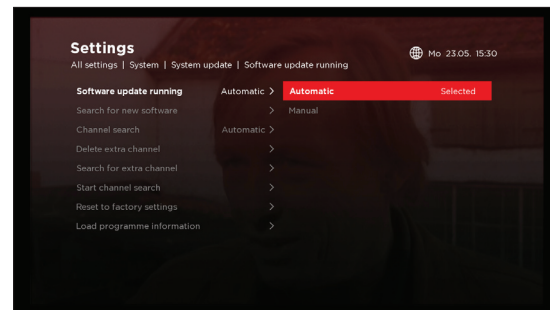 Settings
Mo 23.05. 15:30
All settings | System | System update | Software update running
Software update running Automatic > Automatic Selected
Search for new software > Manual
Channel search Automatic >
Delete extra channel >
Search for extra channel >
Start channel search >
Reset to factory settings >
Load programme information >